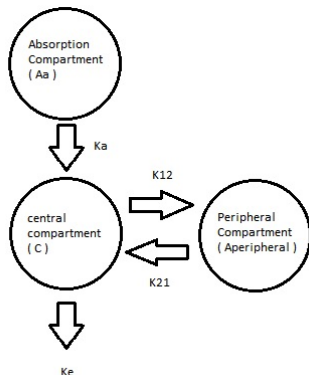 Absorption
Compartment
( Aa )
Ka
K12
central
compartment
( C )
Peripheral
Compartment
( Aperipheral )
K21
Ke